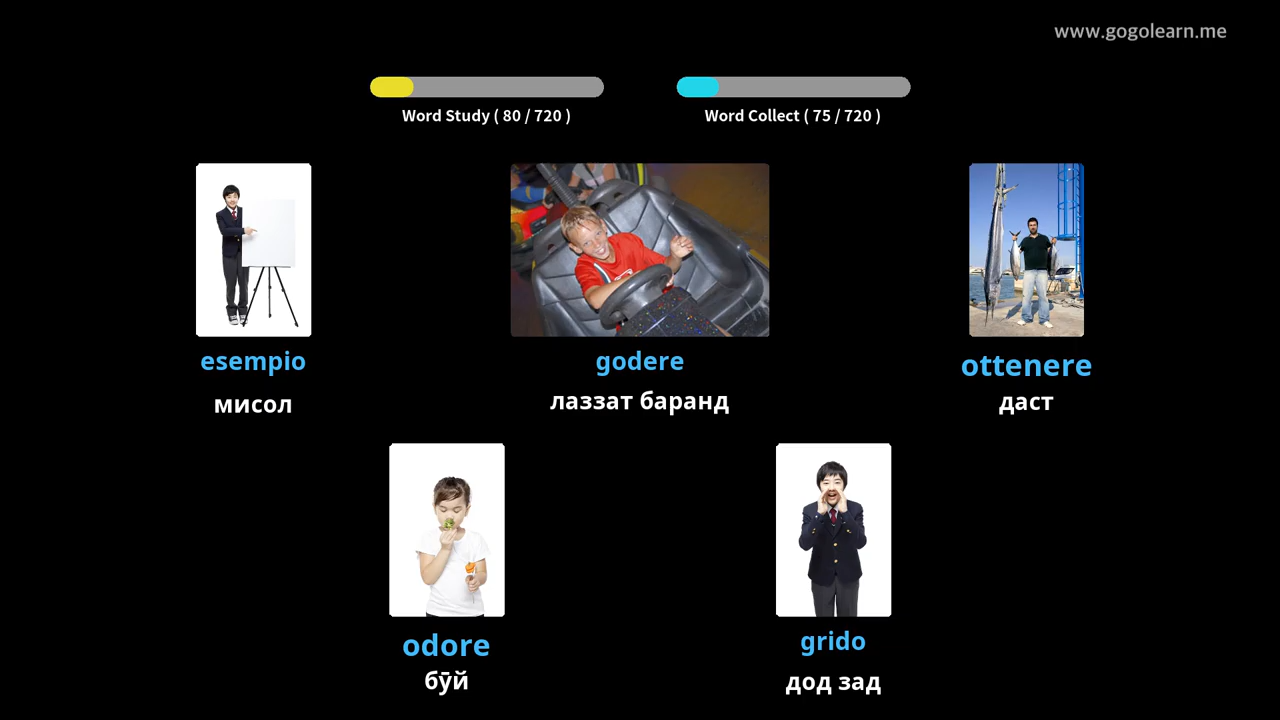 www.gogolearn.me
Word Study ( 80 / 720 )
Word Collect ( 75 / 720 )
esempio
мисол
godere
лаззат баранд
ottenere
даст
odore
бӯй
grido
дод зад